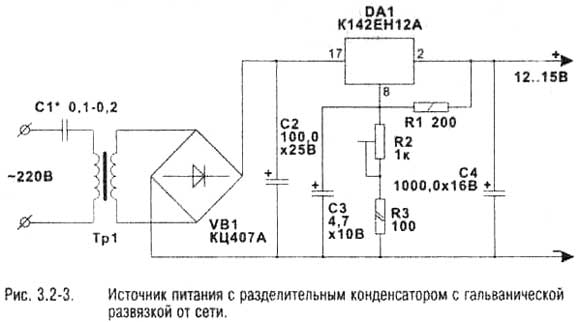 DA1
К142ЕН12А
17
2
8
+
12..15В
C1* 0,1-0,2
~220В
Тр1
VB1
КЦ407А
+
C2
100,0
x25В
R1 200
R2
1к
+
C3
4,7
x10В
R3
100
C4
1000,0x16В
+
-
Рис. 3.2-3. Источник питания с разделительным конденсатором с гальванической
развязкой от сети.